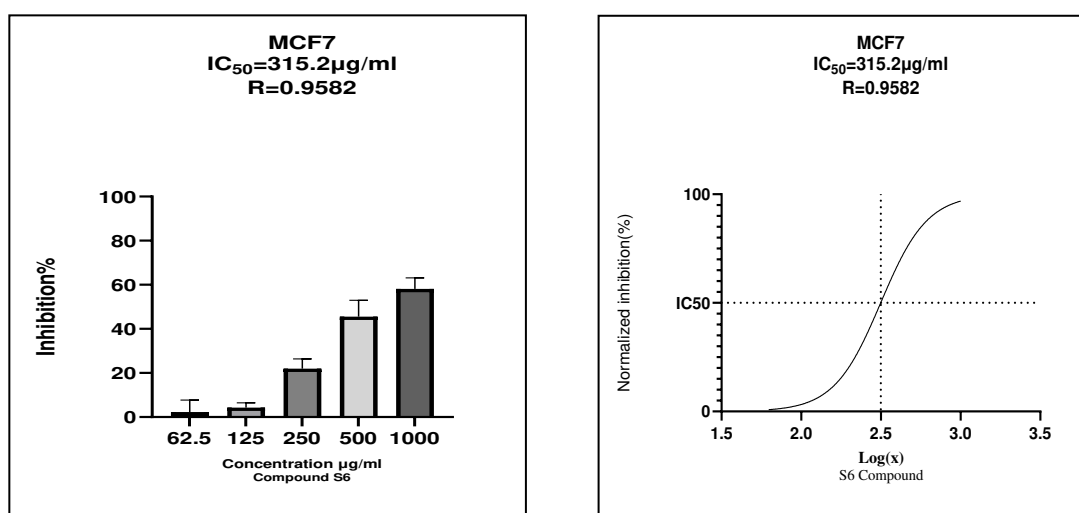 MCF7
IC₅₀=315.2µg/ml
R=0.9582
Inhibition%
100
80
60
40
20
0
62.5 125 250 500 1000
Concentration µg/ml
Compound S6
MCF7
IC₅₀=315.2µg/ml
R=0.9582
Normalized inhibition(%)
100
IC50
0
1.5 2.0 2.5 3.0 3.5
Log(x)
S6 Compound